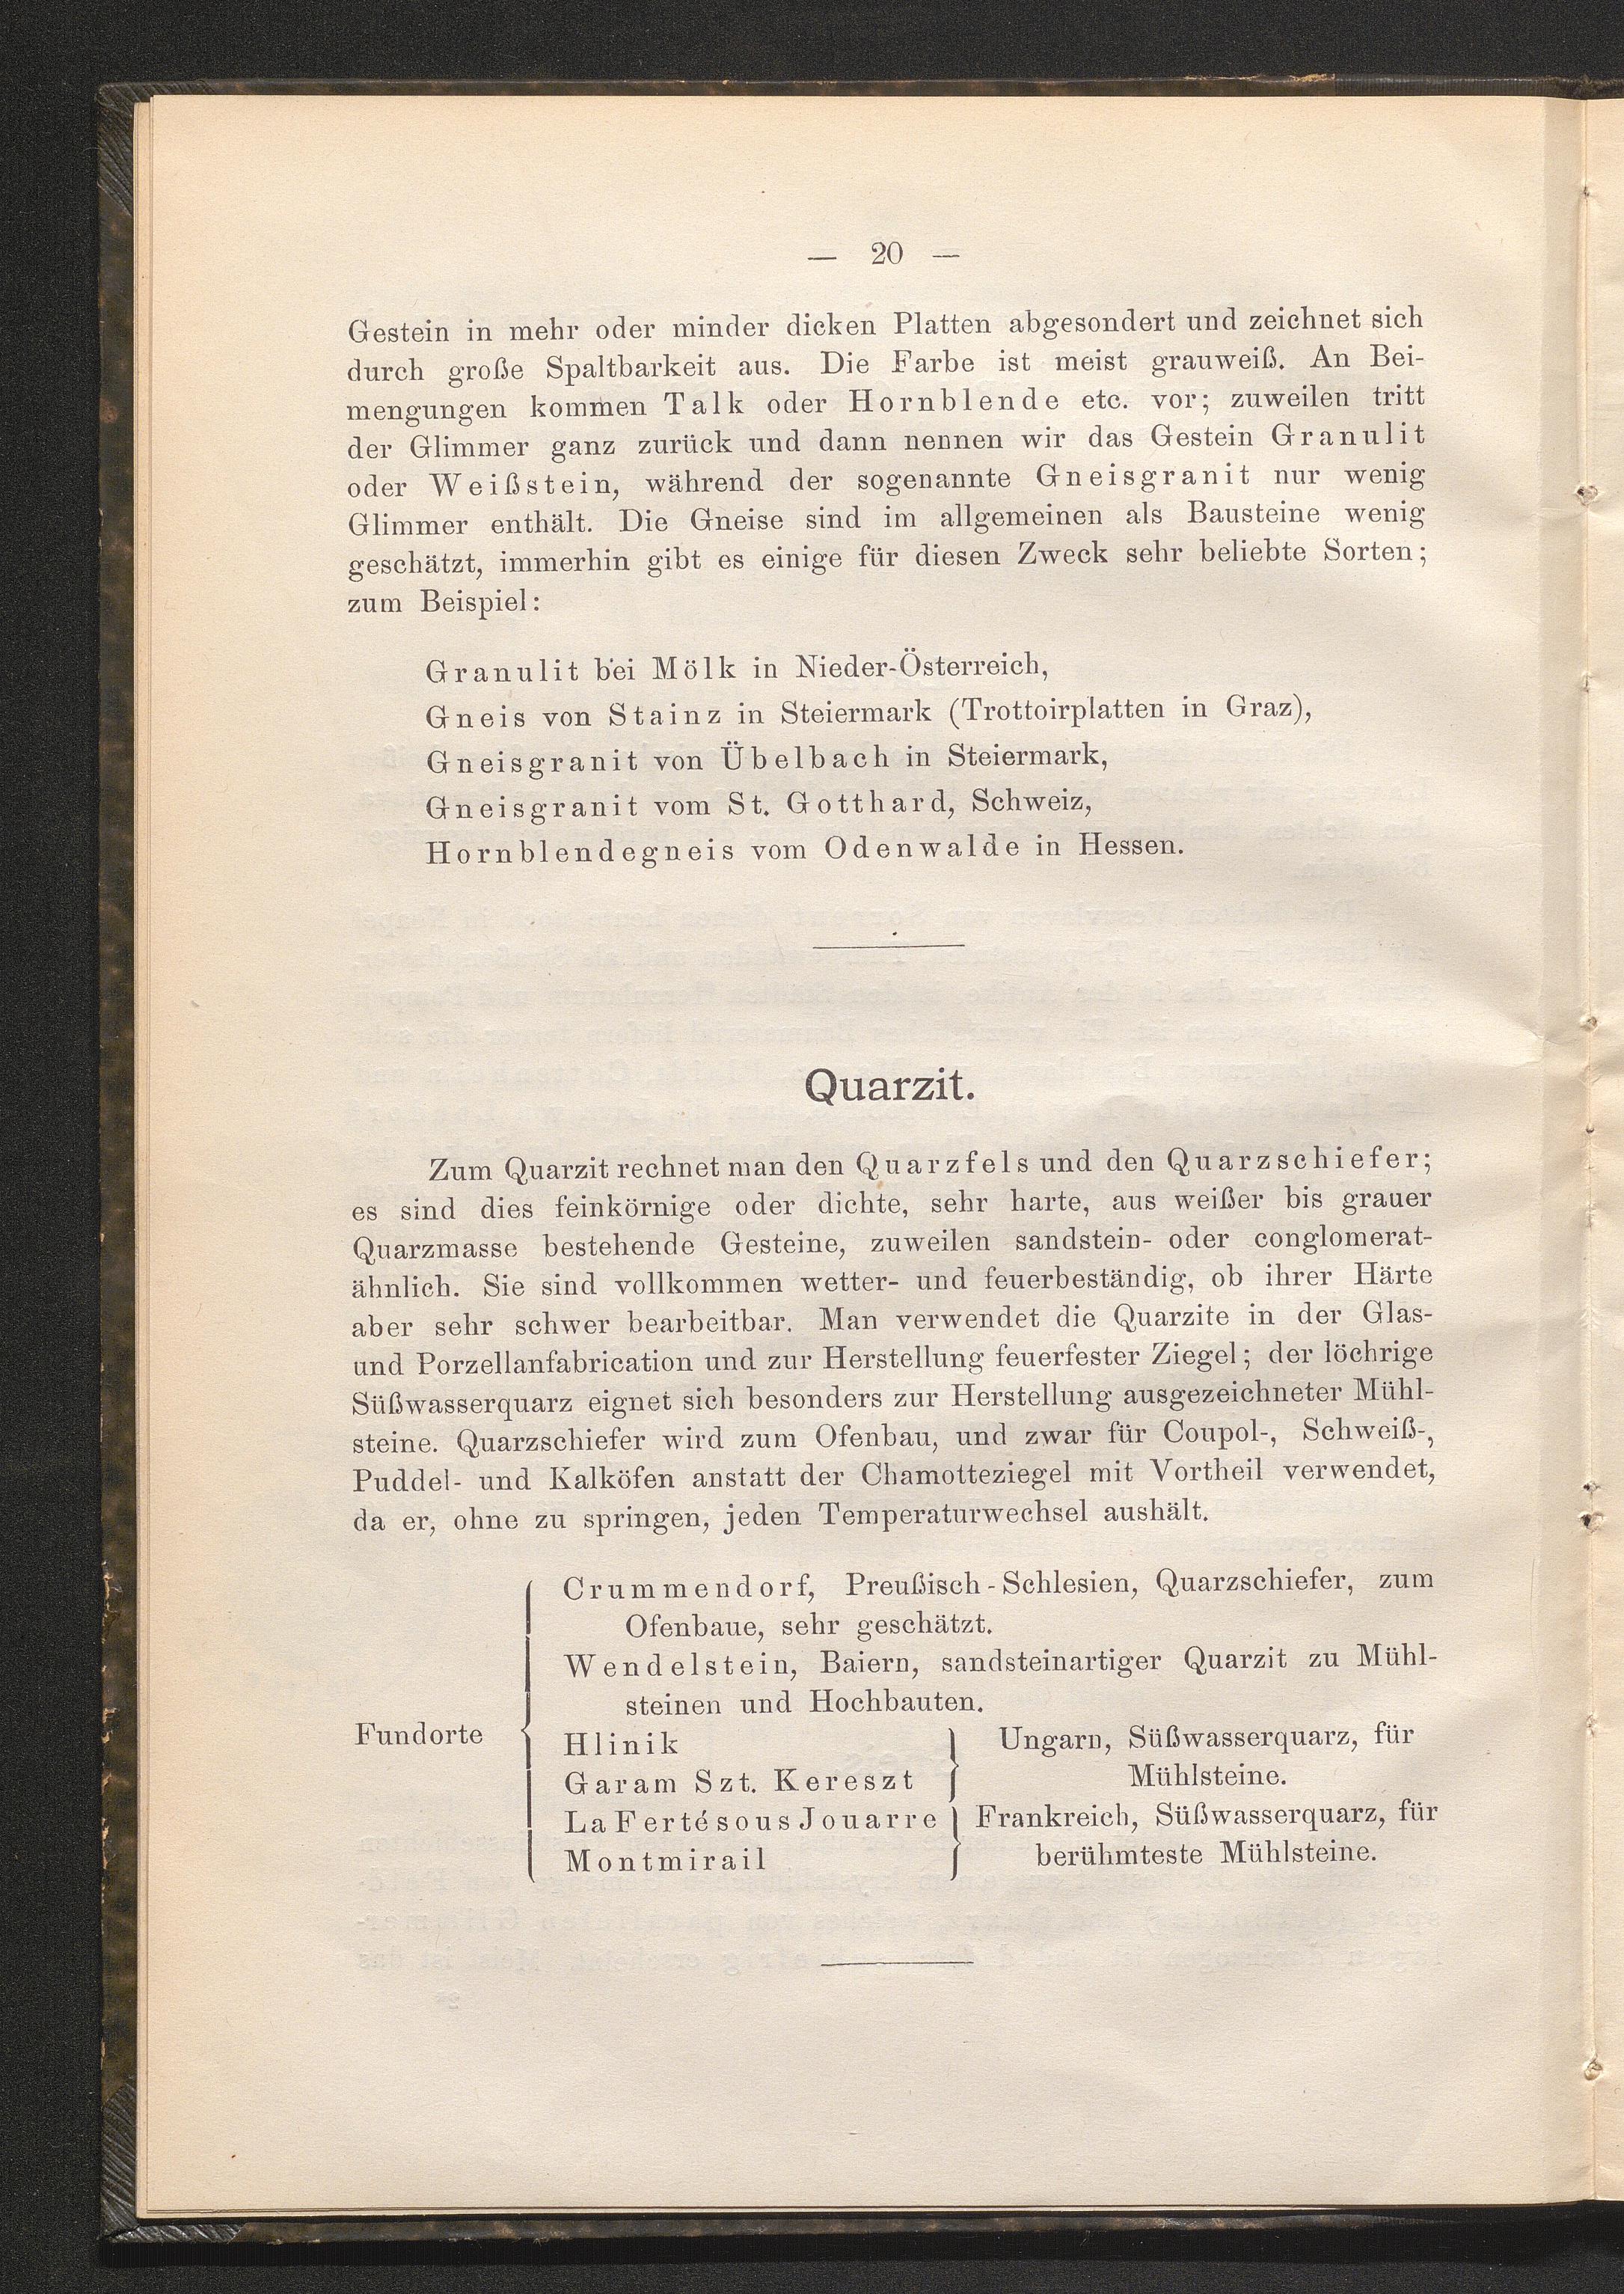 — 20 —
Gestein in mehr oder minder dicken Platten abgesondert und zeichnet sich
durch große Spaltbarkeit aus. Die Farbe ist meist grauweiß. An Bei-
mengungen kommen Talk oder Hornblende etc. vor; zuweilen tritt
der Glimmer ganz zurück und dann nennen wir das Gestein Granulit
oder Weißstein, während der sogenannte Gneisgranit nur wenig
Glimmer enthält. Die Gneise sind im allgemeinen als Bausteine wenig
geschätzt, immerhin gibt es einige für diesen Zweck sehr beliebte Sorten;
zum Beispiel:
Granulit bei Mölk in Nieder-Österreich,
Gneis von Stainz in Steiermark (Trottoirplatten in Graz),
Gneisgranit von Übelbach in Steiermark,
Gneisgranit vom St. Gotthard, Schweiz,
Hornblendegneis vom Odenwalde in Hessen.
Quarzit.
Zum Quarzit rechnet man den Quarzfels und den Quarzschiefer;
es sind dies feinkörnige oder dichte, sehr harte, aus weißer bis grauer
Quarzmasse bestehende Gesteine, zuweilen sandstein- oder conglomerat-
ähnlich. Sie sind vollkommen wetter- und feuerbeständig, ob ihrer Härte
aber sehr schwer bearbeitbar. Man verwendet die Quarzite in der Glas-
und Porzellanfabrication und zur Herstellung feuerfester Ziegel; der löchrige
Süßwasserquarz eignet sich besonders zur Herstellung ausgezeichneter Mühl-
steine. Quarzschiefer wird zum Ofenbau, und zwar für Coupol-, Schweiß-,
Puddel- und Kalköfen anstatt der Chamotteziegel mit Vortheil verwendet,
da er, ohne zu springen, jeden Temperaturwechsel aushält.
Fundorte
Crummendorf, Preußisch-Schlesien, Quarzschiefer, zum
Ofenbaue, sehr geschätzt.
Wendelstein, Baiern, sandsteinartiger Quarzit zu Mühl-
steinen und Hochbauten.
Hlinik } Ungarn, Süßwasserquarz, für
Garam Szt. Kereszt } Mühlsteine.
La Ferté sous Jouarre } Frankreich, Süßwasserquarz, für
Montmirail } berühmteste Mühlsteine.